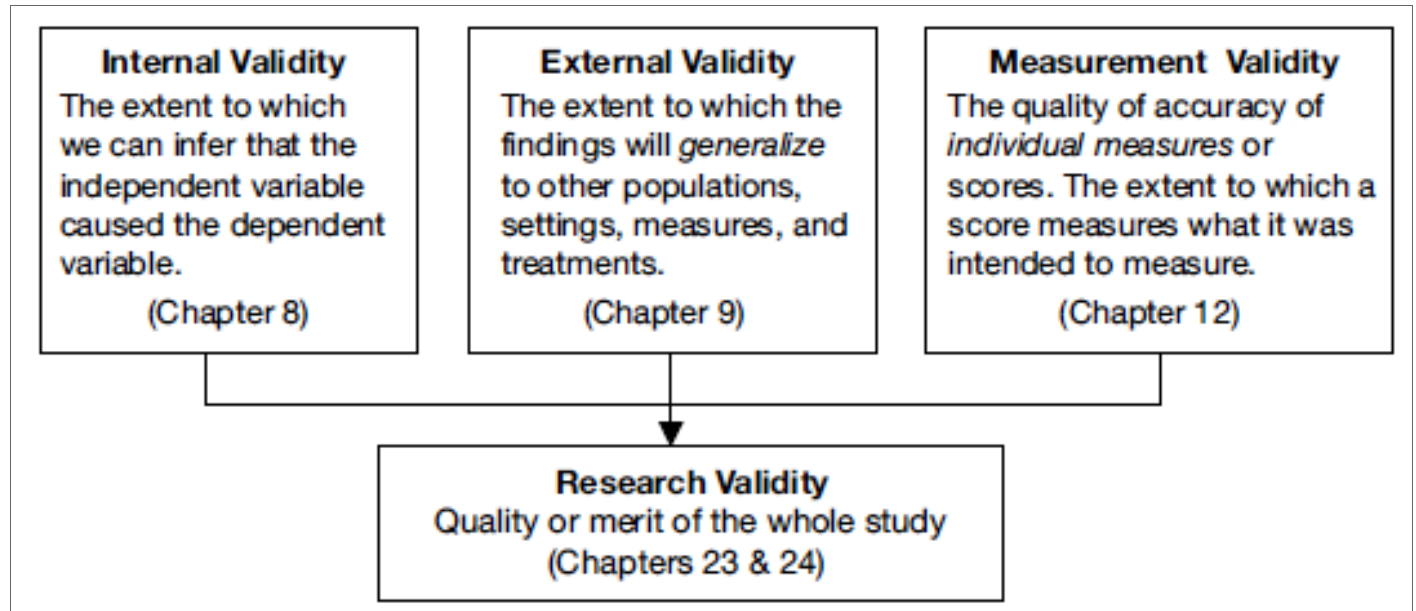 Internal Validity
The extent to which
we can infer that the
independent variable
caused the dependent
variable.
(Chapter 8)
External Validity
The extent to which the
findings will generalize
to other populations,
settings, measures, and
treatments.
(Chapter 9)
Measurement Validity
The quality of accuracy of
individual measures or
scores. The extent to which a
score measures what it was
intended to measure.
(Chapter 12)
Research Validity
Quality or merit of the whole study
(Chapters 23 & 24)